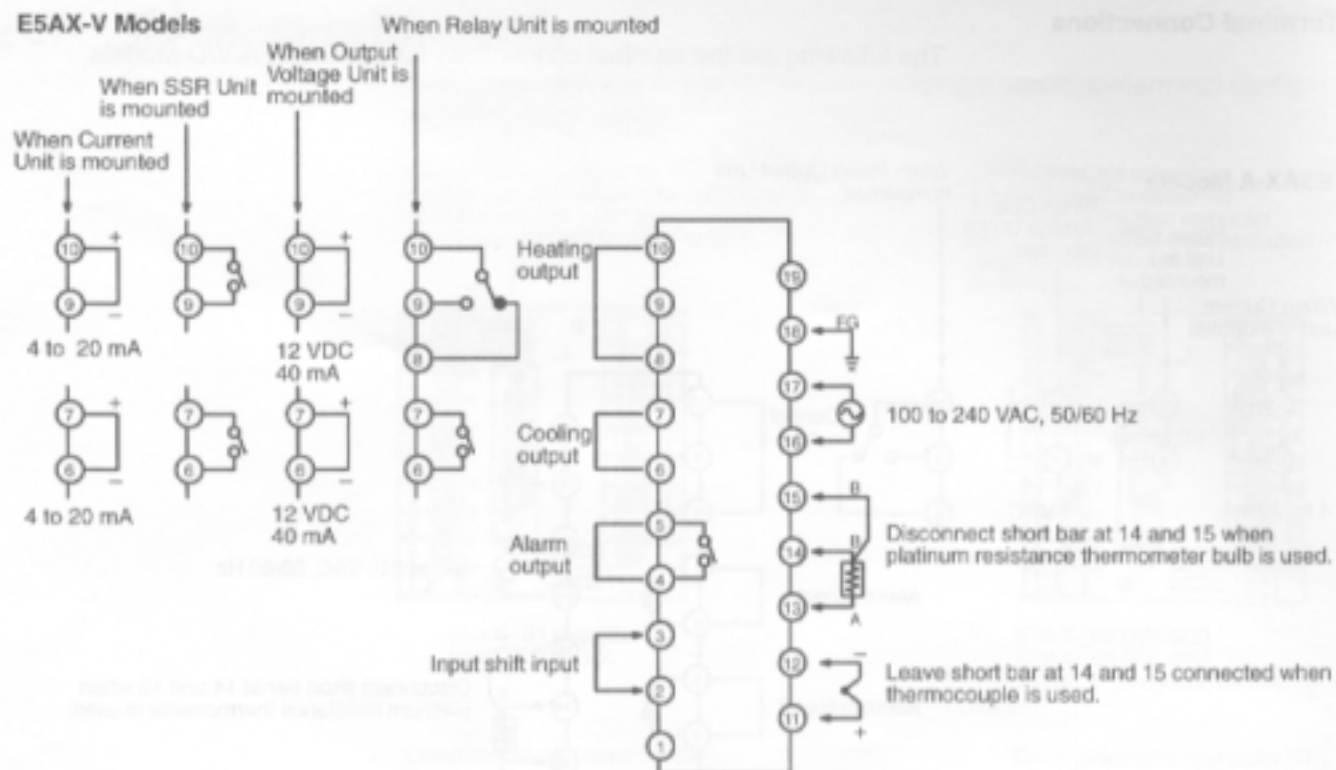 E5AX-V Models
When Relay Unit is mounted
When Output
Voltage Unit is
mounted
When SSR Unit
is mounted
When Current
Unit is mounted
10
+
9
−
4 to 20 mA
7
+
6
−
4 to 20 mA
10
9
7
6
10
+
9
−
12 VDC
40 mA
7
+
6
−
12 VDC
40 mA
10
9
8
7
6
Heating
output
Cooling
output
Alarm
output
Input shift input
10
9
8
7
6
5
4
3
2
1
19
18
FG
17
100 to 240 VAC, 50/60 Hz
16
15
B
14
B
Disconnect short bar at 14 and 15 when
platinum resistance thermometer bulb is used.
13
A
12
−
Leave short bar at 14 and 15 connected when
thermocouple is used.
11
+
Terminal Connections
E5AX-A Models